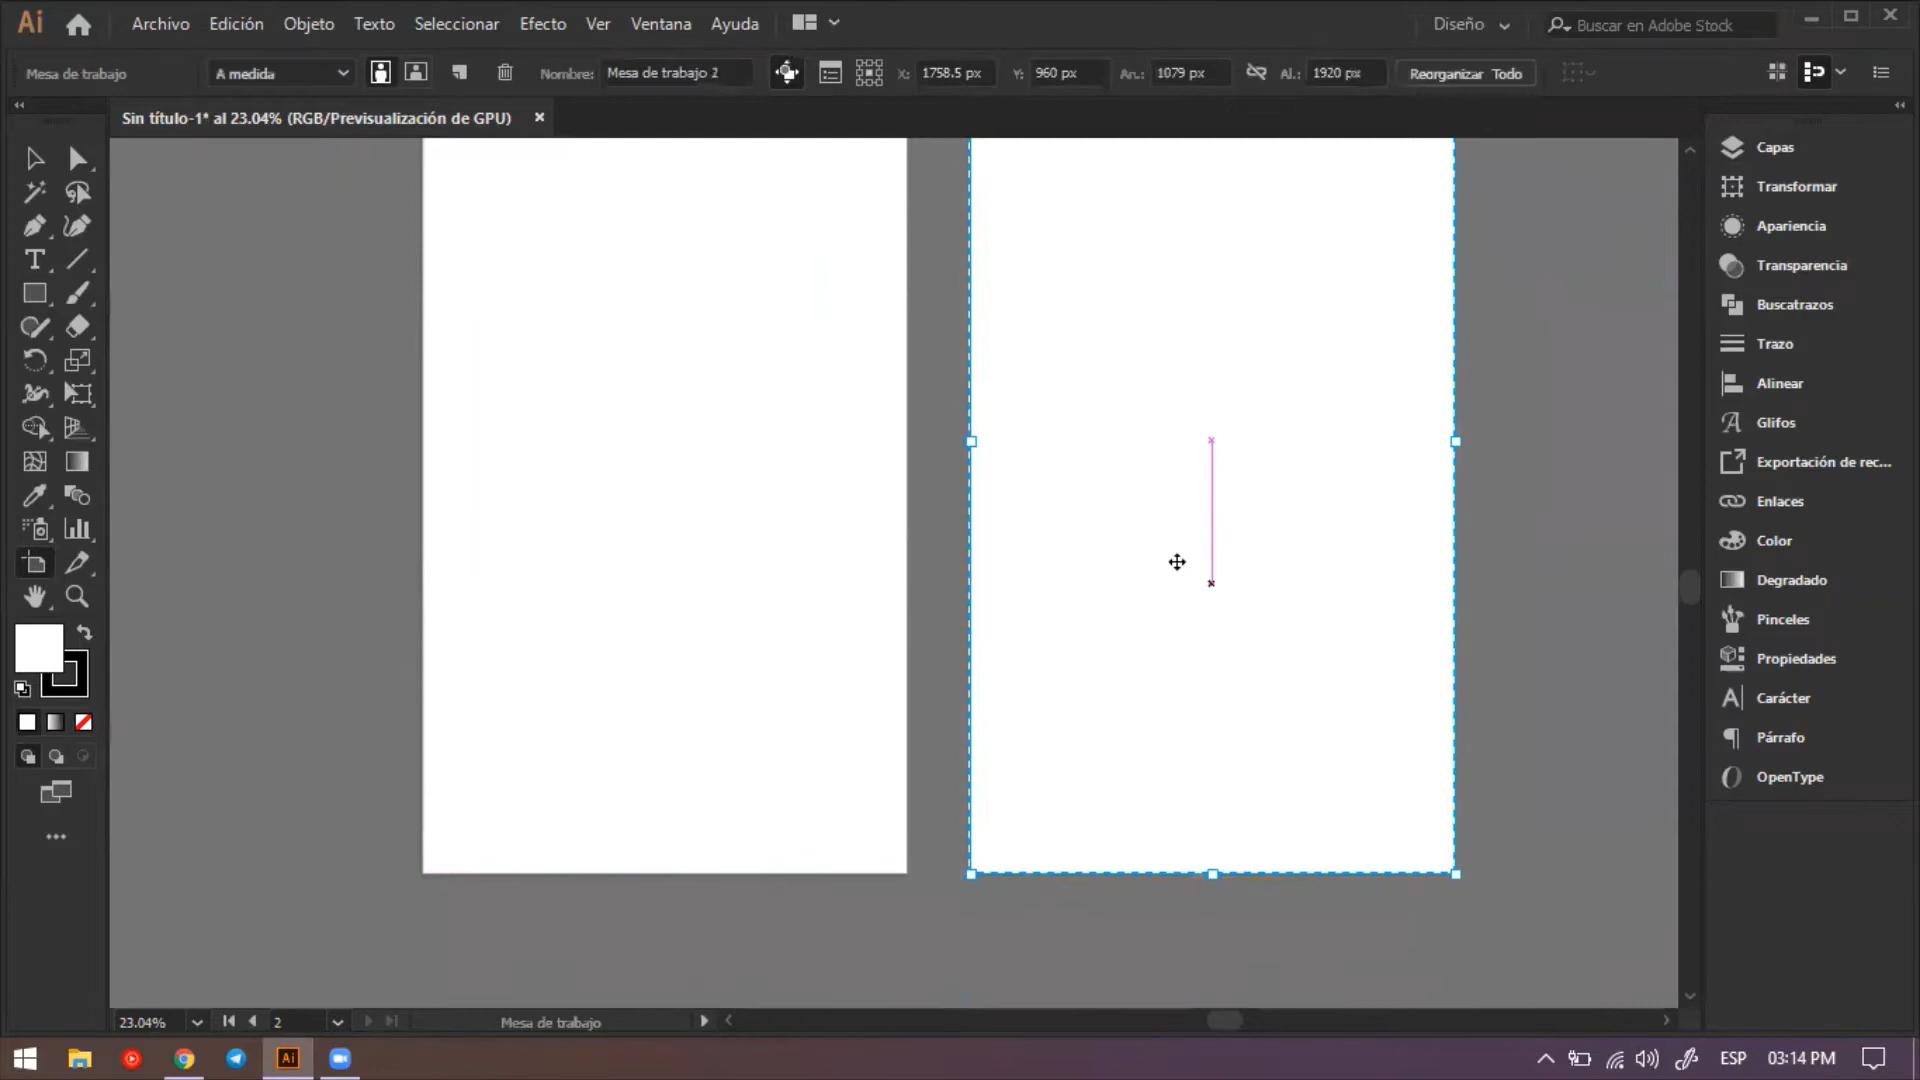 Ai Archivo Edición Objeto Texto Seleccionar Efecto Ver Ventana Ayuda Diseño Buscar en Adobe Stock
Mesa de trabajo A medida Nombre: Mesa de trabajo 2 X: 1758.5 px Y: 960 px An.: 1079 px Al.: 1920 px Reorganizar Todo
Sin título-1* al 23.04% (RGB/Previsualización de GPU) ×
Capas
Transformar
Apariencia
Transparencia
Buscatrazos
Trazo
Alinear
Glifos
Exportación de rec...
Enlaces
Color
Degradado
Pinceles
Propiedades
Carácter
Párrafo
OpenType
23.04% 2 Mesa de trabajo
Ai ESP 03:14 PM